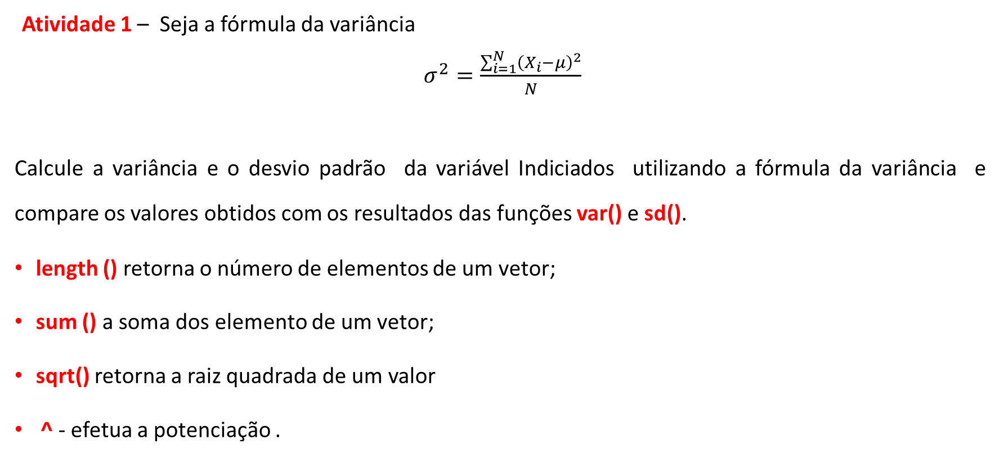 Atividade 1 – Seja a fórmula da variância
σ² = \frac{\sum_{i=1}^{N}(X_i-μ)^2}{N}
Calcule a variância e o desvio padrão da variável Indiciados utilizando a fórmula da variância e
compare os valores obtidos com os resultados das funções var() e sd().
• length () retorna o número de elementos de um vetor;
• sum () a soma dos elemento de um vetor;
• sqrt() retorna a raiz quadrada de um valor
• ^ - efetua a potenciação .